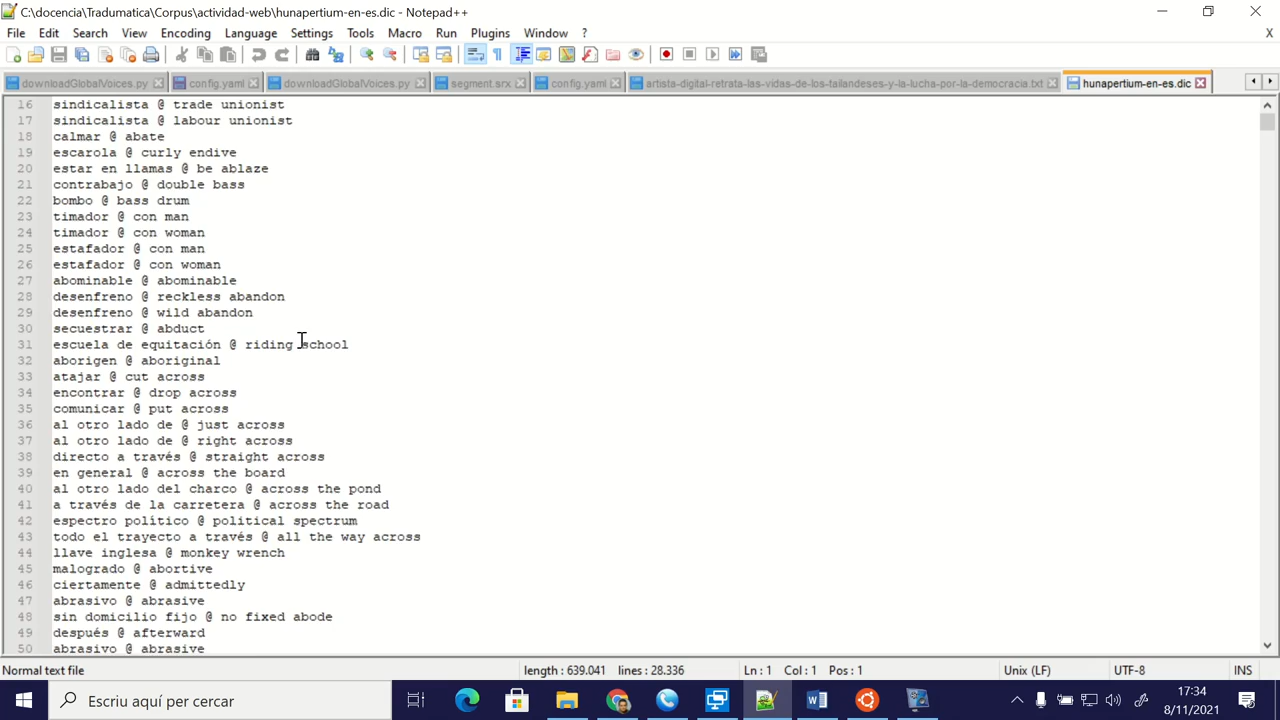 C:\docencia\Tradumatica\Corpus\actividad-web\hunapertium-en-es.dic - Notepad++
File Edit Search View Encoding Language Settings Tools Macro Run Plugins Window ? X
downloadGlobalVoices.py config.yaml downloadGlobalVoices.py segment.srx config.yaml artista-digital-retrata-las-vidas-de-los-tailandeses-y-la-lucha-por-la-democracia.txt hunapertium-en-es.dic
16 sindicalista @ trade unionist
17 sindicalista @ labour unionist
18 calmar @ abate
19 escarola @ curly endive
20 estar en llamas @ be ablaze
21 contrabajo @ double bass
22 bombo @ bass drum
23 timador @ con man
24 timador @ con woman
25 estafador @ con man
26 estafador @ con woman
27 abominable @ abominable
28 desenfreno @ reckless abandon
29 desenfreno @ wild abandon
30 secuestrar @ abduct
31 escuela de equitación @ riding school
32 aborigen @ aboriginal
33 atajar @ cut across
34 encontrar @ drop across
35 comunicar @ put across
36 al otro lado de @ just across
37 al otro lado de @ right across
38 directo a través @ straight across
39 en general @ across the board
40 al otro lado del charco @ across the pond
41 a través de la carretera @ across the road
42 espectro político @ political spectrum
43 todo el trayecto a través @ all the way across
44 llave inglesa @ monkey wrench
45 malogrado @ abortive
46 ciertamente @ admittedly
47 abrasivo @ abrasive
48 sin domicilio fijo @ no fixed abode
49 después @ afterward
50 abrasivo @ abrasive
Normal text file length : 639.041 lines : 28.336 Ln : 1 Col : 1 Pos : 1 Unix (LF) UTF-8 INS
Escriu aquí per cercar 17:34
8/11/2021